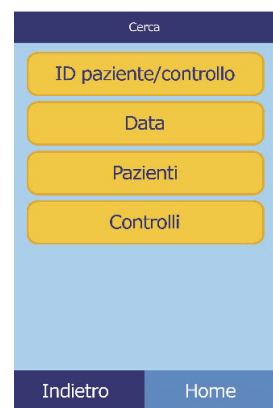 Cerca
ID paziente/controllo
Data
Pazienti
Controlli
Indietro Home